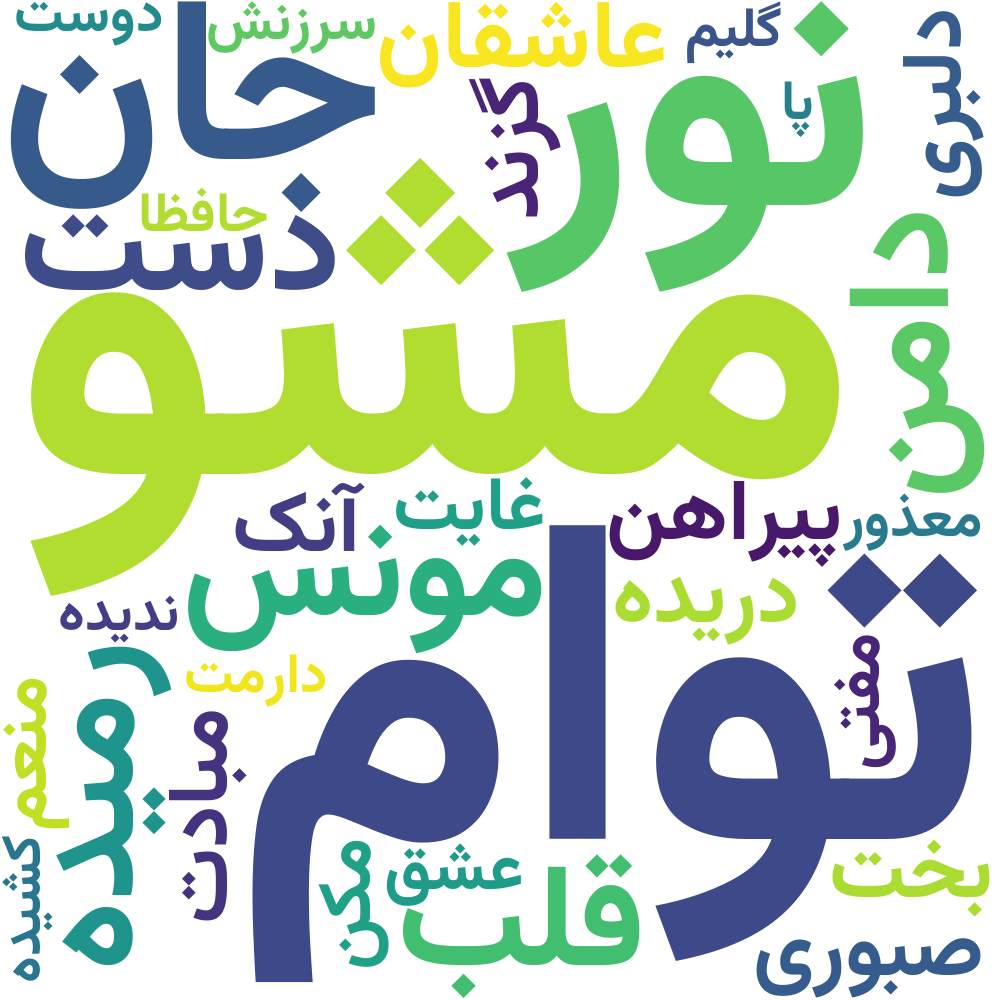 دوست
سرزنش
عاشقان
گلیم
دلبری
جان
نور
پا
گزند
حافظا
ذست
مشو
دامن
آنک
غایت
پیراهن
معذور
مونس
دریده
ندیده
توام
رمیده
دارمت
مفتی
منعم
مبادت
کشیده
مکن
عشق
قلب
بخت
صبوری